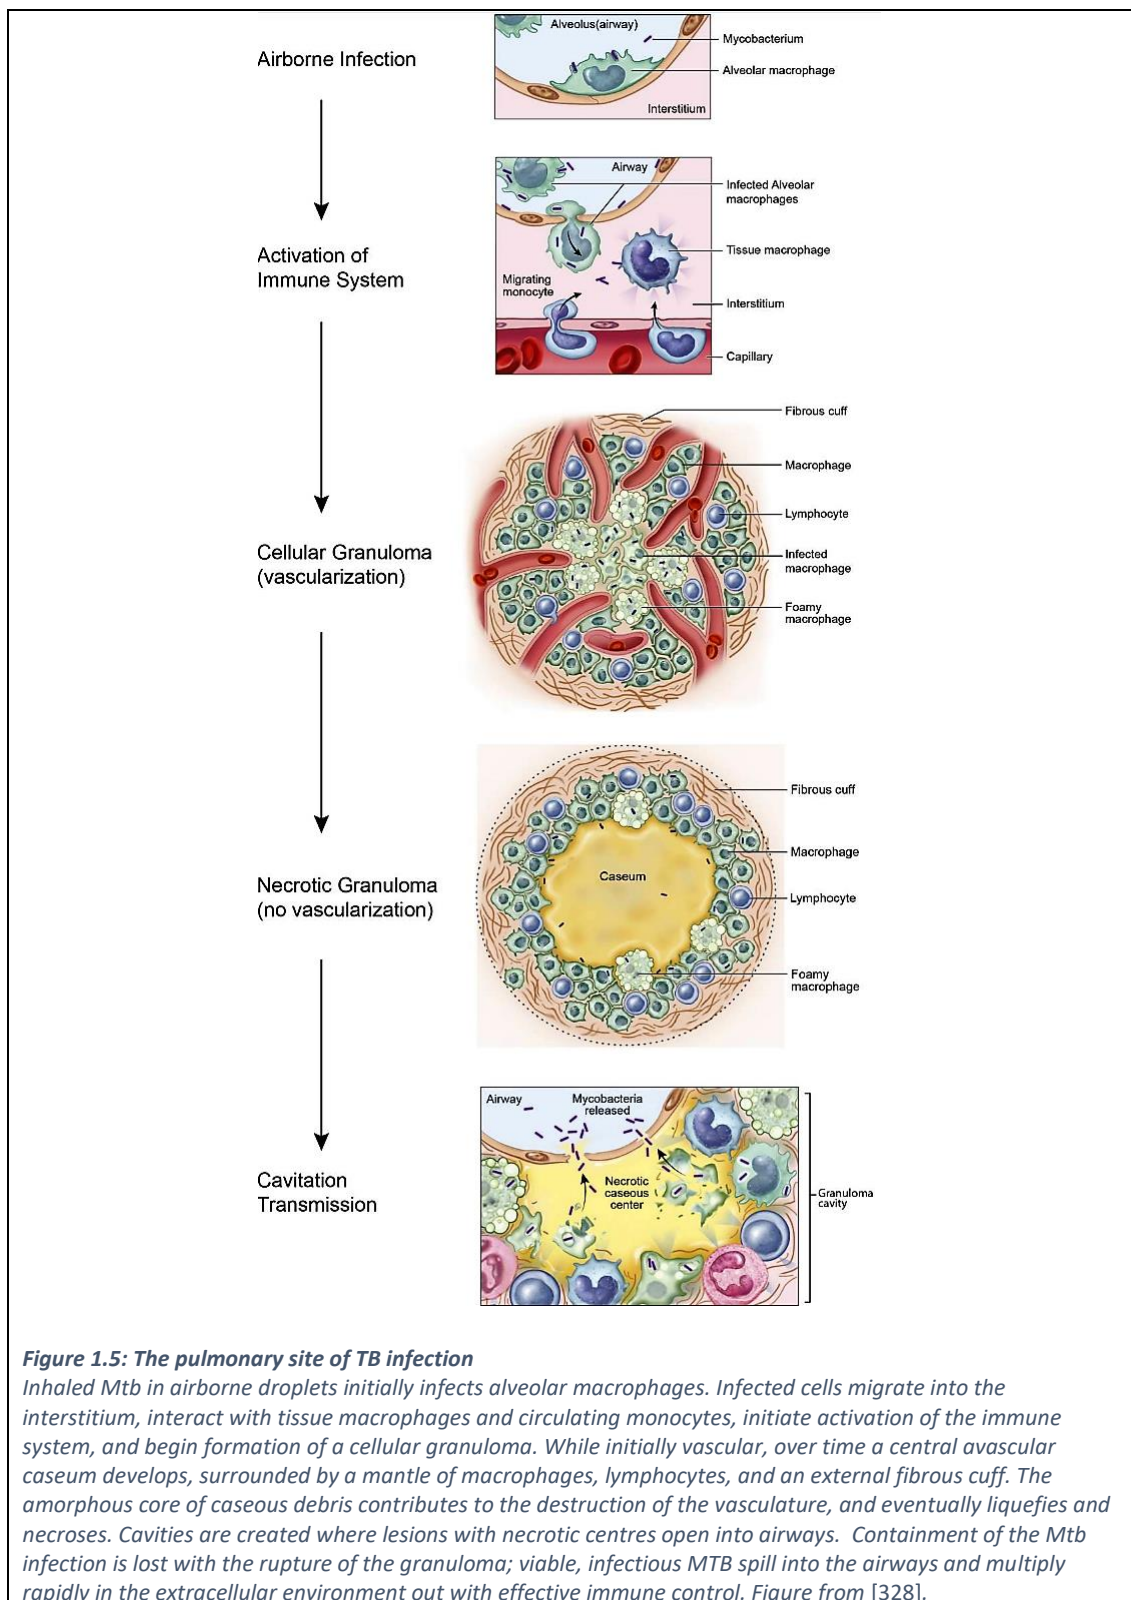 Airborne Infection
Alveolus(airway)
Mycobacterium
Alveolar macrophage
Interstitium
Activation of
Immune System
Airway
Infected Alveolar
macrophages
Tissue macrophage
Migrating
monocyte
Interstitium
Capillary
Cellular Granuloma
(vascularization)
Fibrous cuff
Macrophage
Lymphocyte
Infected
macrophage
Foamy
macrophage
Necrotic Granuloma
(no vascularization)
Fibrous cuff
Macrophage
Caseum
Lymphocyte
Foamy
macrophage
Cavitation
Transmission
Airway
Mycobacteria
released
Necrotic
caseous
center
Granuloma
cavity
Figure 1.5: The pulmonary site of TB infection
Inhaled Mtb in airborne droplets initially infects alveolar macrophages. Infected cells migrate into the
interstitium, interact with tissue macrophages and circulating monocytes, initiate activation of the immune
system, and begin formation of a cellular granuloma. While initially vascular, over time a central avascular
caseum develops, surrounded by a mantle of macrophages, lymphocytes, and an external fibrous cuff. The
amorphous core of caseous debris contributes to the destruction of the vasculature, and eventually liquefies and
necroses. Cavities are created where lesions with necrotic centres open into airways.  Containment of the Mtb
infection is lost with the rupture of the granuloma; viable, infectious MTB spill into the airways and multiply
rapidly in the extracellular environment out with effective immune control. Figure from [328].